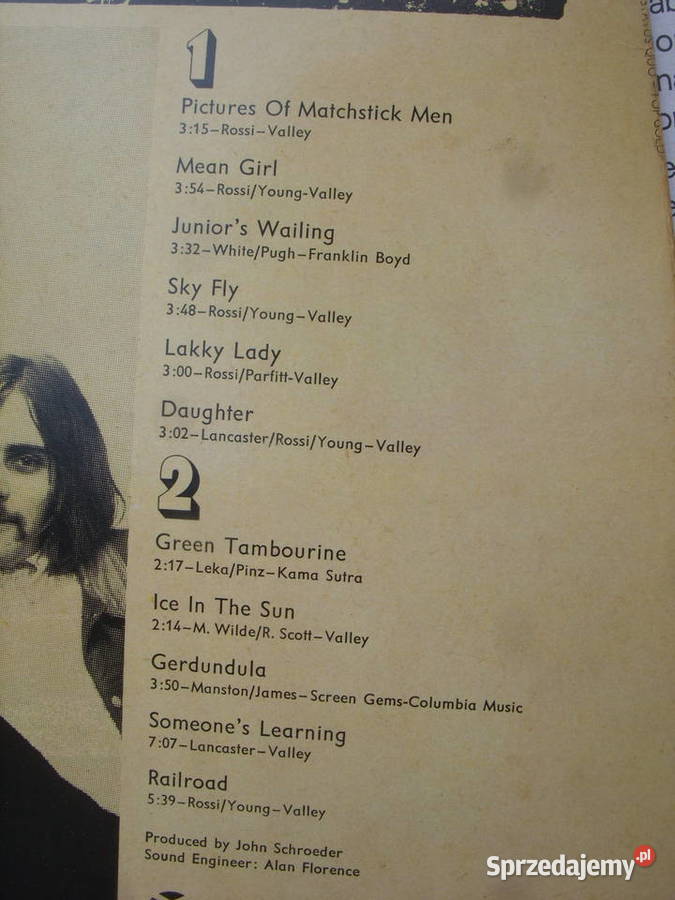 1
Pictures Of Matchstick Men
3:15–Rossi–Valley
Mean Girl
3:54–Rossi/Young-Valley
Junior's Wailing
3:32–White/Pugh–Franklin Boyd
Sky Fly
3:48–Rossi/Young–Valley
Lakky Lady
3:00–Rossi/Parfitt-Valley
Daughter
3:02–Lancaster/Rossi/Young–Valley
2
Green Tambourine
2:17–Leka/Pinz–Kama Sutra
Ice In The Sun
2:14–M. Wilde/R. Scott–Valley
Gerdundula
3:50–Manston/James–Screen Gems-Columbia Music
Someone's Learning
7:07–Lancaster–Valley
Railroad
5:39–Rossi/Young–Valley
Produced by John Schroeder
Sound Engineer: Alan Florence
Sprzedajemy.pl